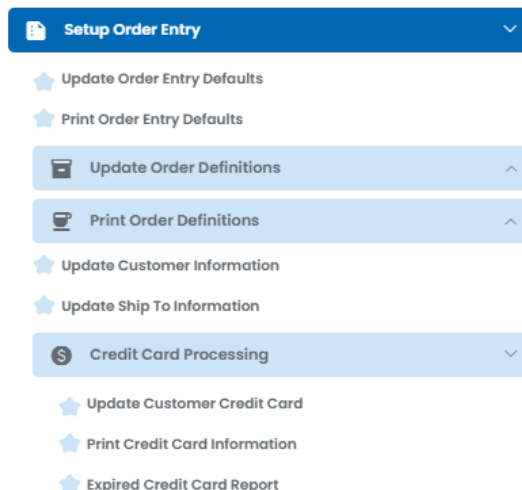 Setup Order Entry
Update Order Entry Defaults
Print Order Entry Defaults
Update Order Definitions
Print Order Definitions
Update Customer Information
Update Ship To Information
Credit Card Processing
Update Customer Credit Card
Print Credit Card Information
Expired Credit Card Report